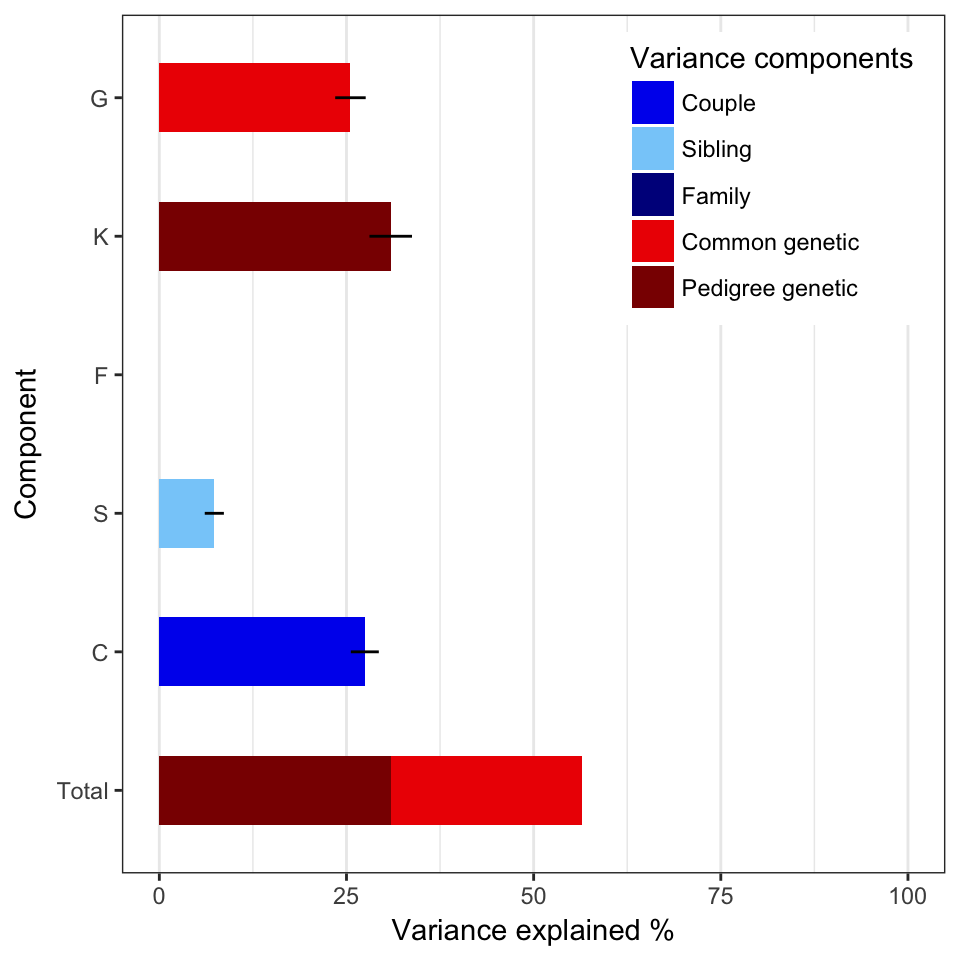 Variance components
Couple
Sibling
Family
Common genetic
Pedigree genetic
G
K
F
S
C
Total
Component
0 25 50 75 100
Variance explained %